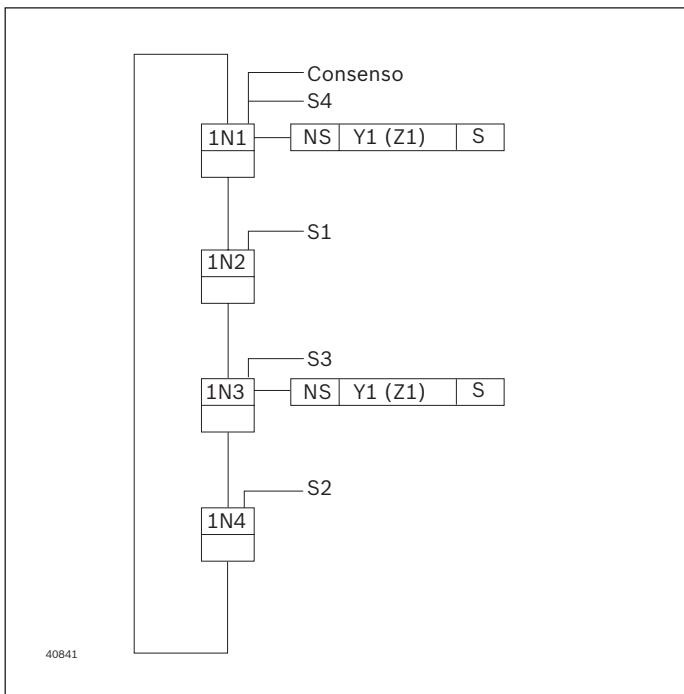 Consenso
S4
1N1 NS Y1 (Z1) S
S1
1N2
S3
1N3 NS Y1 (Z1) S
S2
1N4
40841